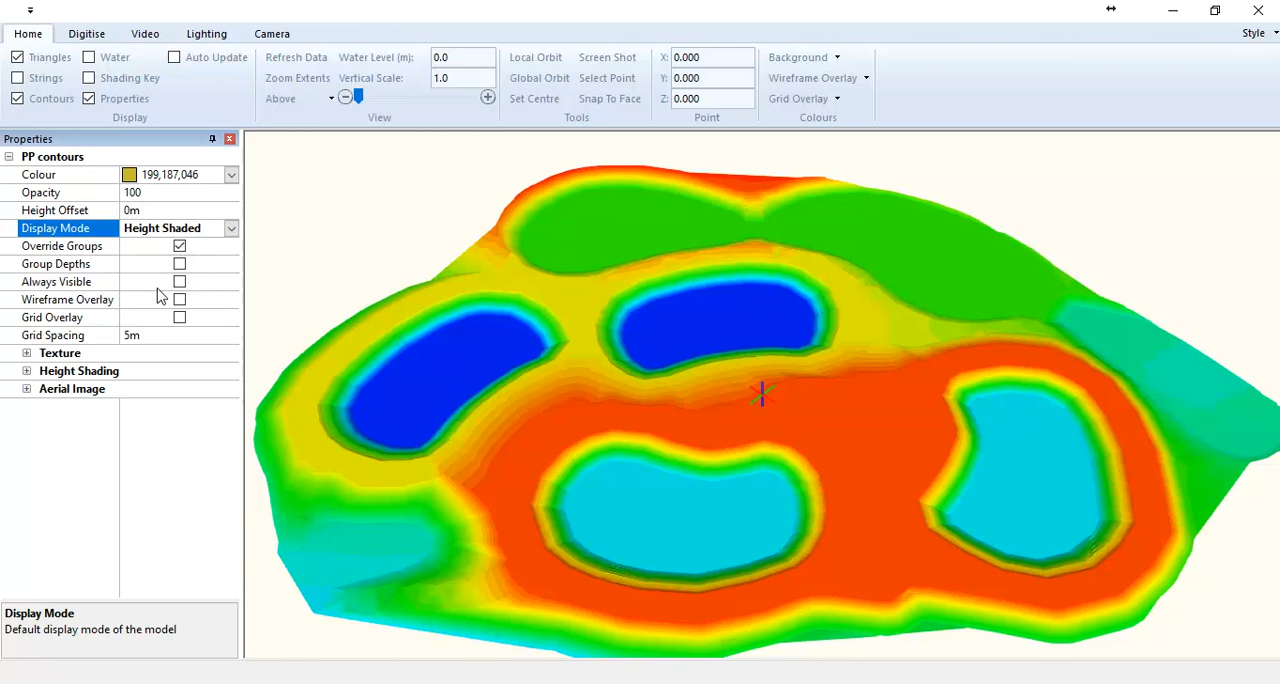 Home Digitise Video Lighting Camera Style
Triangles Water Auto Update Refresh Data Water Level (m): 0.0 Local Orbit Screen Shot X: 0.000 Background
Strings Shading Key Zoom Extents Vertical Scale: 1.0 Global Orbit Select Point Y: 0.000 Wireframe Overlay
Contours Properties Above Set Centre Snap To Face Z: 0.000 Grid Overlay
Display View Tools Point Colours
Properties
PP contours
Colour 199,187,046
Opacity 100
Height Offset 0m
Display Mode Height Shaded
Override Groups
Group Depths
Always Visible
Wireframe Overlay
Grid Overlay
Grid Spacing 5m
Texture
Height Shading
Aerial Image
Display Mode
Default display mode of the model